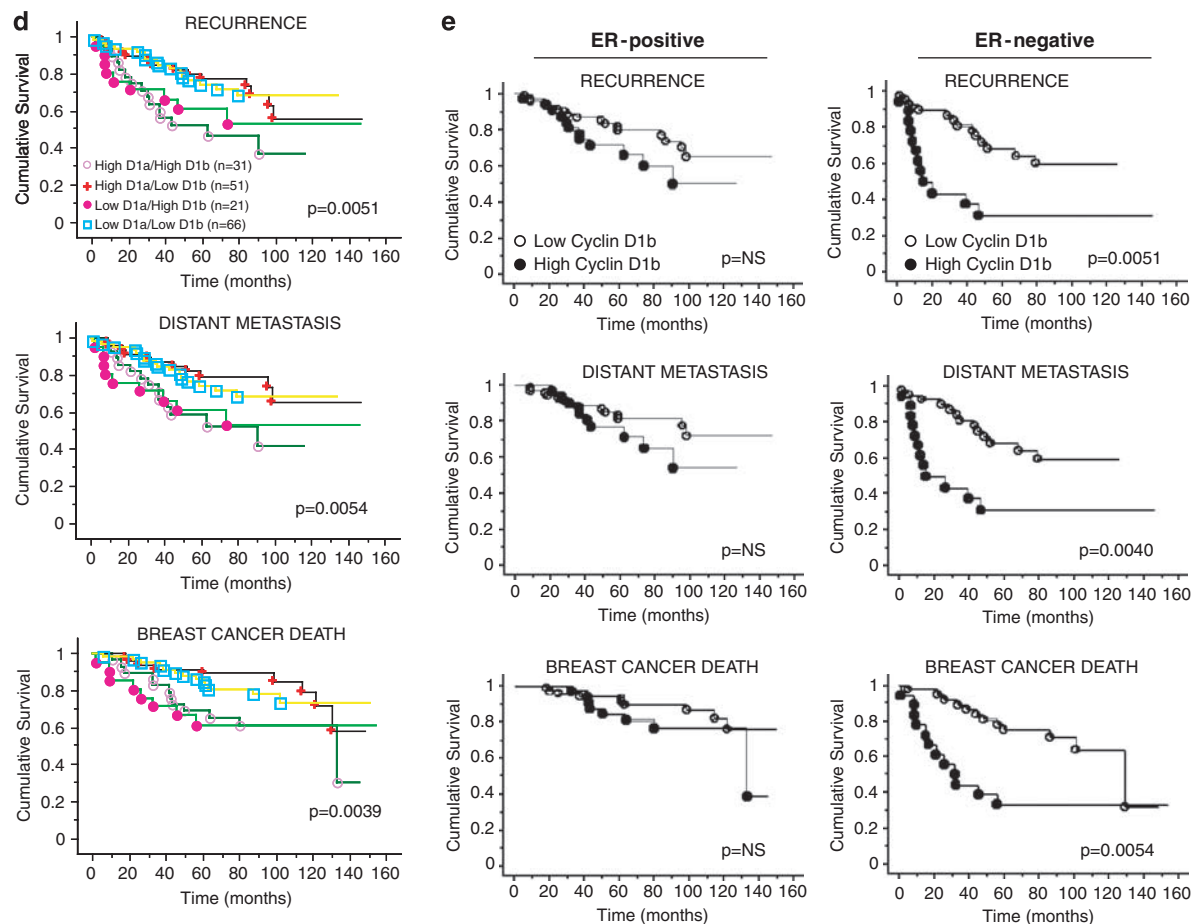 d
RECURRENCE
Cumulative Survival
1
0.8
0.6
0.4
0.2
0
High D1a/High D1b (n=31)
High D1a/Low D1b (n=51)
Low D1a/High D1b (n=21)
Low D1a/Low D1b (n=66)
p=0.0051
0 20 40 60 80 100 120 140 160
Time (months)
DISTANT METASTASIS
Cumulative Survival
1
0.8
0.6
0.4
0.2
0
p=0.0054
0 20 40 60 80 100 120 140 160
Time (months)
BREAST CANCER DEATH
Cumulative Survival
1
0.8
0.6
0.4
0.2
0
p=0.0039
0 20 40 60 80 100 120 140 160
Time (months)
e
ER-positive
RECURRENCE
Cumulative Survival
1
0.8
0.6
0.4
0.2
0
Low Cyclin D1b
High Cyclin D1b
p=NS
0 20 40 60 80 100 120 140 160
Time (months)
DISTANT METASTASIS
Cumulative Survival
1
0.8
0.6
0.4
0.2
0
p=NS
0 20 40 60 80 100 120 140 160
Time (months)
BREAST CANCER DEATH
Cumulative Survival
1
0.8
0.6
0.4
0.2
0
p=NS
0 20 40 60 80 100 120 140 160
Time (months)
ER-negative
RECURRENCE
Cumulative Survival
1
0.8
0.6
0.4
0.2
0
Low Cyclin D1b
High Cyclin D1b
p=0.0051
0 20 40 60 80 100 120 140 160
Time (months)
DISTANT METASTASIS
Cumulative Survival
1
0.8
0.6
0.4
0.2
0
p=0.0040
0 20 40 60 80 100 120 140 160
Time (months)
BREAST CANCER DEATH
Cumulative Survival
1
0.8
0.6
0.4
0.2
0
p=0.0054
0 20 40 60 80 100 120 140 160
Time (months)